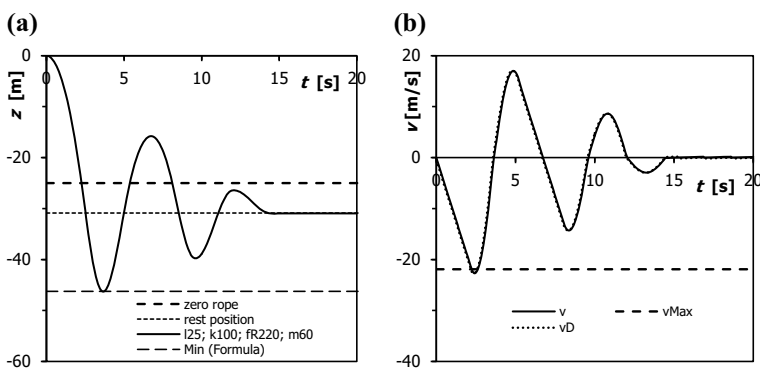 (a)
0
-20
-40
-60
0
5
10
15
20
t [s]
z [m]
zero rope
rest position
l25; k100; fR220; m60
Min (Formula)
(b)
20
0
-20
-40
0
5
10
15
20
t [s]
v [m/s]
v
vMax
vD